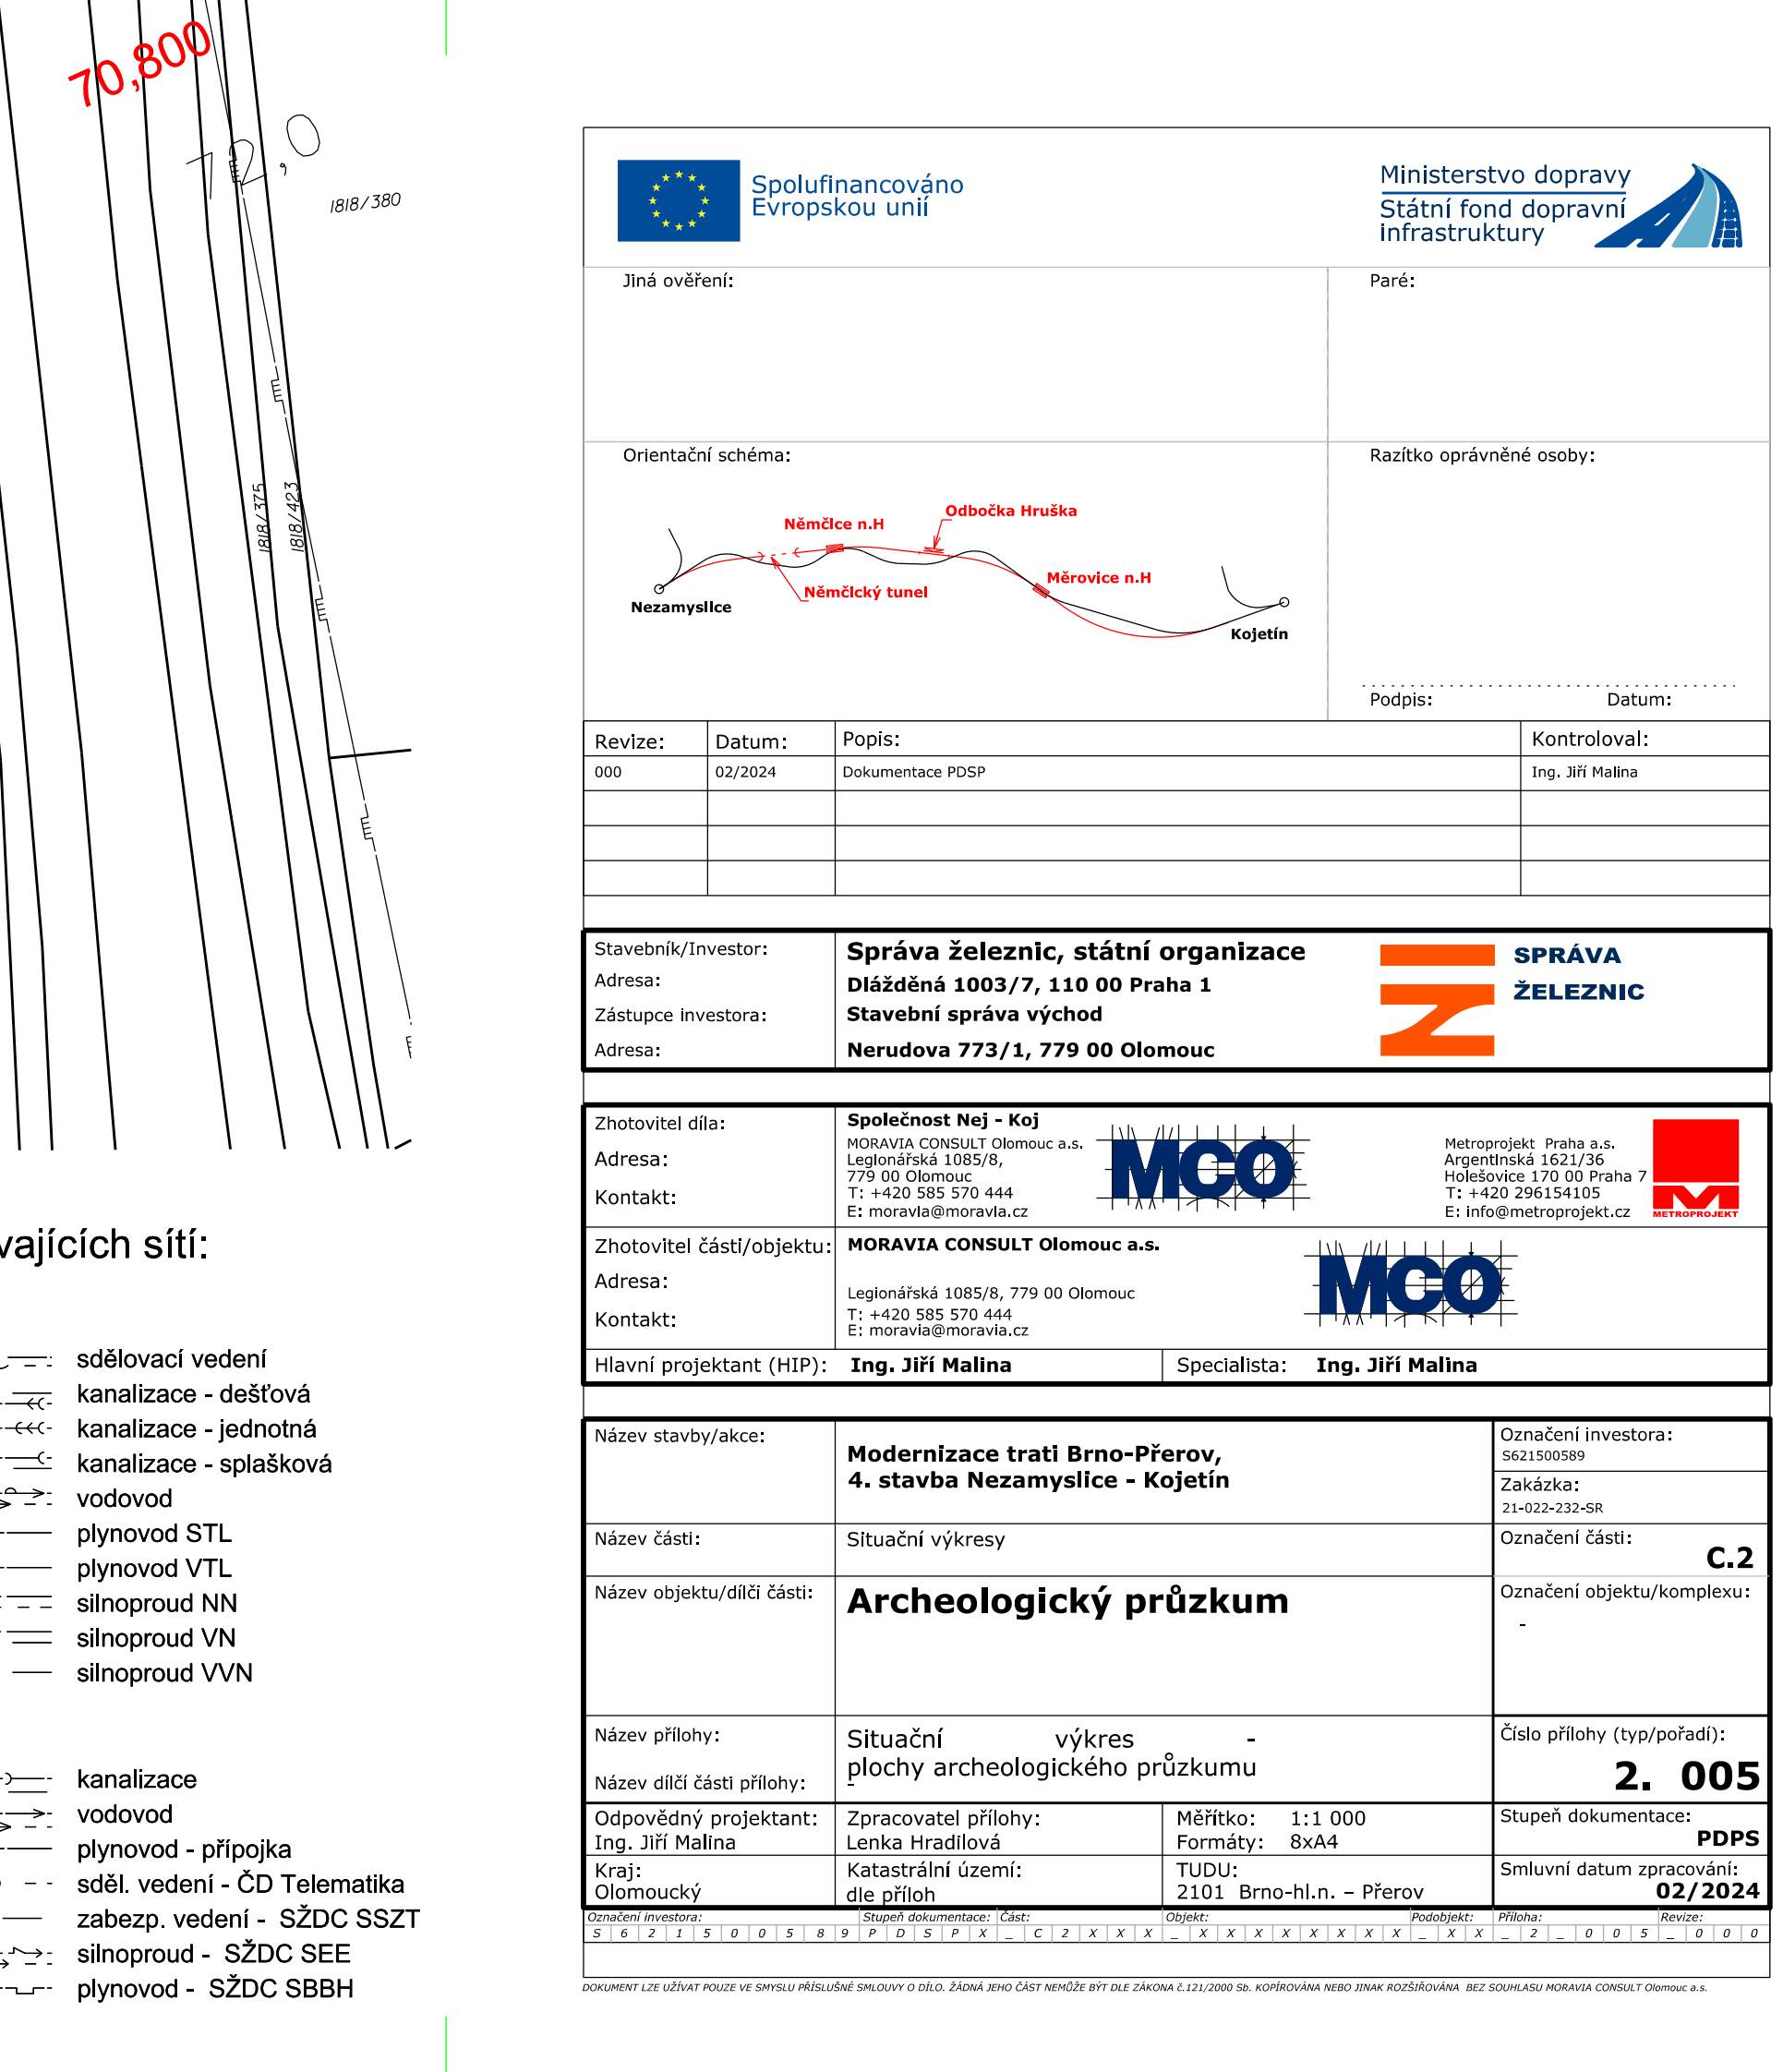 70,800
72,0
1818/380
1818/375
1818/423
vajících sítí:
sdělovací vedení
kanalizace - dešťová
kanalizace - jednotná
kanalizace - splašková
vodovod
plynovod STL
plynovod VTL
silnoproud NN
silnoproud VN
silnoproud VVN
kanalizace
vodovod
plynovod - přípojka
sděl. vedení - ČD Telematika
zabezp. vedení - SŽDC SSZT
silnoproud - SŽDC SEE
plynovod - SŽDC SBBH
Spolufinancováno
Evropskou unií
Ministerstvo dopravy
Státní fond dopravní
infrastruktury
Jiná ověření:
Paré:
Orientační schéma:
Razítko oprávněné osoby:
Němčice n.H
Odbočka Hruška
Němčický tunel
Měrovice n.H
Nezamyslice
Kojetín
Podpis: Datum:
Revize: Datum: Popis: Kontroloval:
000 02/2024 Dokumentace PDSP Ing. Jiří Malina
Stavebník/Investor: Správa železnic, státní organizace
Adresa: Dlážděná 1003/7, 110 00 Praha 1
Zástupce investora: Stavební správa východ
Adresa: Nerudova 773/1, 779 00 Olomouc
SPRÁVA
ŽELEZNIC
Zhotovitel díla: Společnost Nej - Koj
MORAVIA CONSULT Olomouc a.s.
Adresa: Legionářská 1085/8,
779 00 Olomouc
Kontakt: T: +420 585 570 444
E: moravia@moravia.cz
MCO
Metroprojekt Praha a.s.
Argentinská 1621/36
Holešovice 170 00 Praha 7
T: +420 296154105
E: info@metroprojekt.cz
METROPROJEKT
Zhotovitel části/objektu: MORAVIA CONSULT Olomouc a.s.
Adresa: Legionářská 1085/8, 779 00 Olomouc
Kontakt: T: +420 585 570 444
E: moravia@moravia.cz
MCO
Hlavní projektant (HIP): Ing. Jiří Malina Specialista: Ing. Jiří Malina
Název stavby/akce: Modernizace trati Brno-Přerov,
4. stavba Nezamyslice - Kojetín
Označení investora:
S621500589
Zakázka:
21-022-232-SR
Název části: Situační výkresy
Označení části:
C.2
Název objektu/dílči části: Archeologický průzkum
Označení objektu/komplexu:
-
Název přílohy: Situační výkres -
plochy archeologického průzkumu
Název dílčí části přílohy: -
Číslo přílohy (typ/pořadí):
2. 005
Odpovědný projektant: Zpracovatel přílohy: Měřítko: 1:1 000
Ing. Jiří Malina Lenka Hradilová Formáty: 8xA4
Stupeň dokumentace:
PDPS
Kraj: Katastrální území: TUDU:
Olomoucký dle příloh 2101 Brno-hl.n. – Přerov
Smluvní datum zpracování:
02/2024
Označení investora: Stupeň dokumentace: Část: Objekt: Podobjekt: Příloha: Revize:
S 6 2 1 5 0 0 5 8 9 P D S P X _ C 2 X X X _ X X X X X X X X _ X X _ 2 _ 0 0 5 _ 0 0 0
DOKUMENT LZE UŽÍVAT POUZE VE SMYSLU PŘÍSLUŠNÉ SMLOUVY O DÍLO. ŽÁDNÁ JEHO ČÁST NEMŮŽE BÝT DLE ZÁKONA č.121/2000 Sb. KOPÍROVÁNA NEBO JINAK ROZŠIŘOVÁNA BEZ SOUHLASU MORAVIA CONSULT Olomouc a.s.